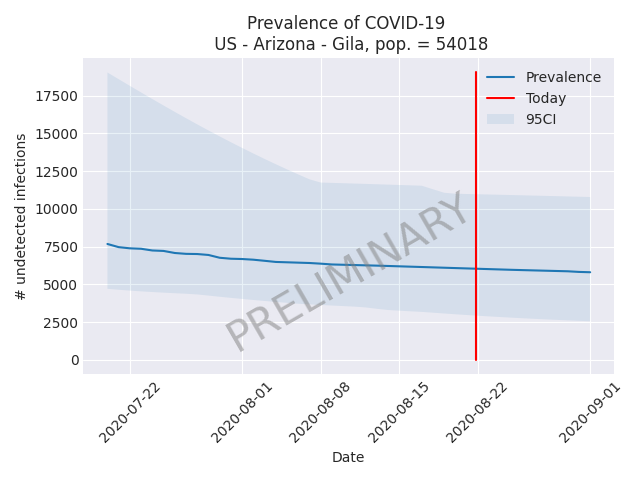 Prevalence of COVID-19
US - Arizona - Gila, pop. = 54018
Prevalence
Today
95CI
# undetected infections
17500
15000
12500
10000
7500
5000
2500
0
PRELIMINARY
2020-07-22
2020-08-01
2020-08-08
2020-08-15
2020-08-22
2020-09-01
Date